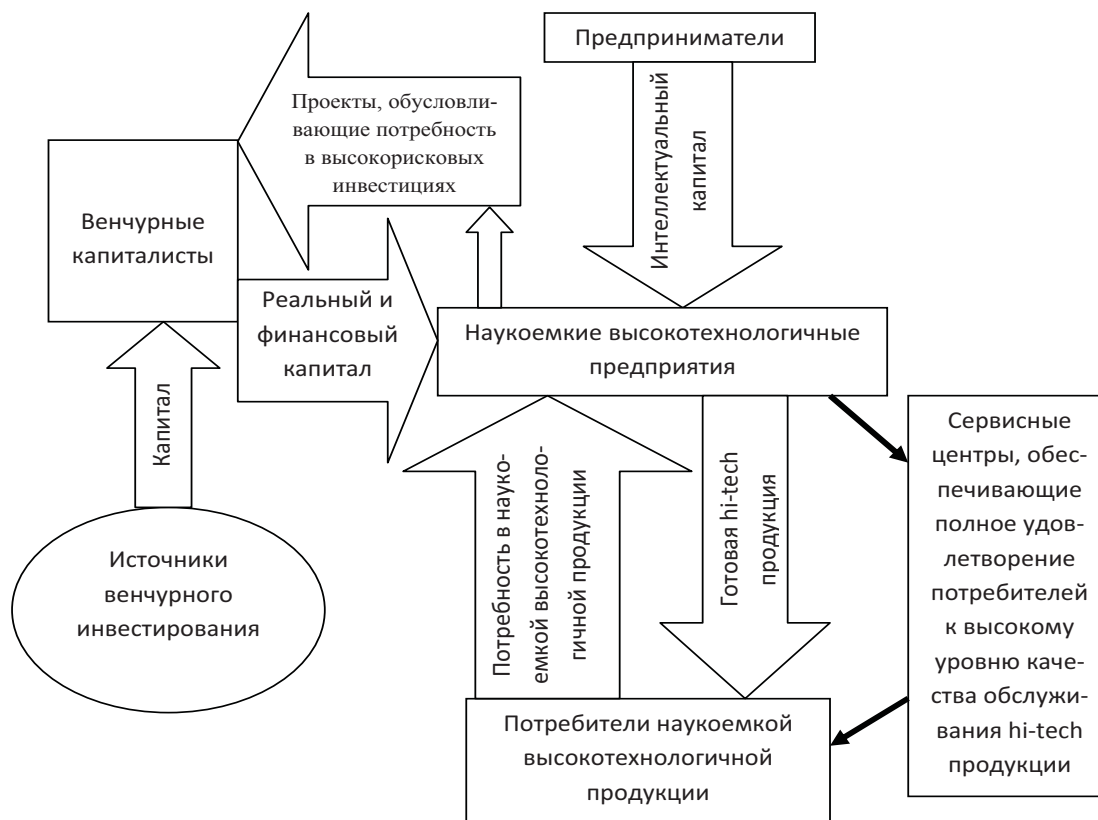 Предприниматели
Проекты, обусловли-
вающие потребность
в высокорисковых
инвестициях
Интеллектуальный
капитал
Венчурные
капиталисты
Реальный и
финансовый
капитал
Наукоемкие высокотехнологичные
предприятия
Капитал
Источники
венчурного
инвестирования
Потребность в науко-
емкой высокотехноло-
гичной продукции
Готовая hi-tech
продукция
Сервисные
центры, обес-
печивающие
полное удов-
летворение
потребителей
к высокому
уровню каче-
ства обслужи-
вания hi-tech
продукции
Потребители наукоемкой
высокотехнологичной
продукции